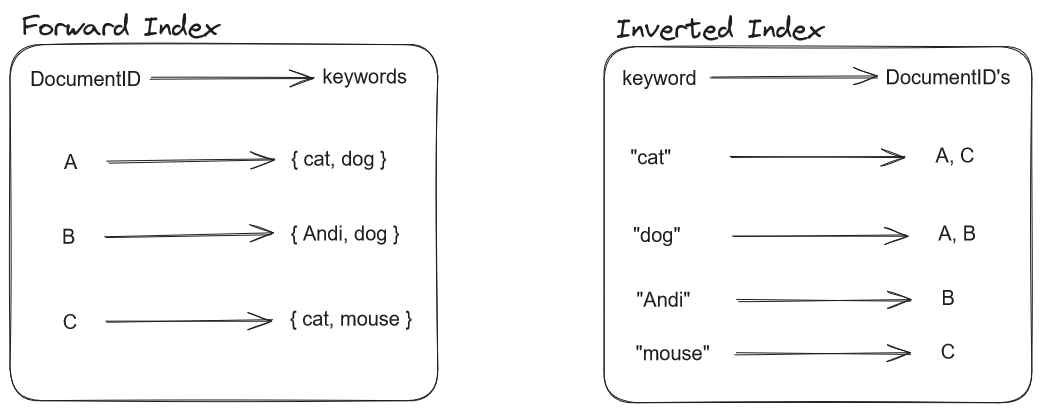 Forward Index
DocumentID keywords
A { cat, dog }
B { Andi, dog }
C { cat, mouse }
Inverted Index
keyword DocumentID's
"cat" A, C
"dog" A, B
"Andi" B
"mouse" C